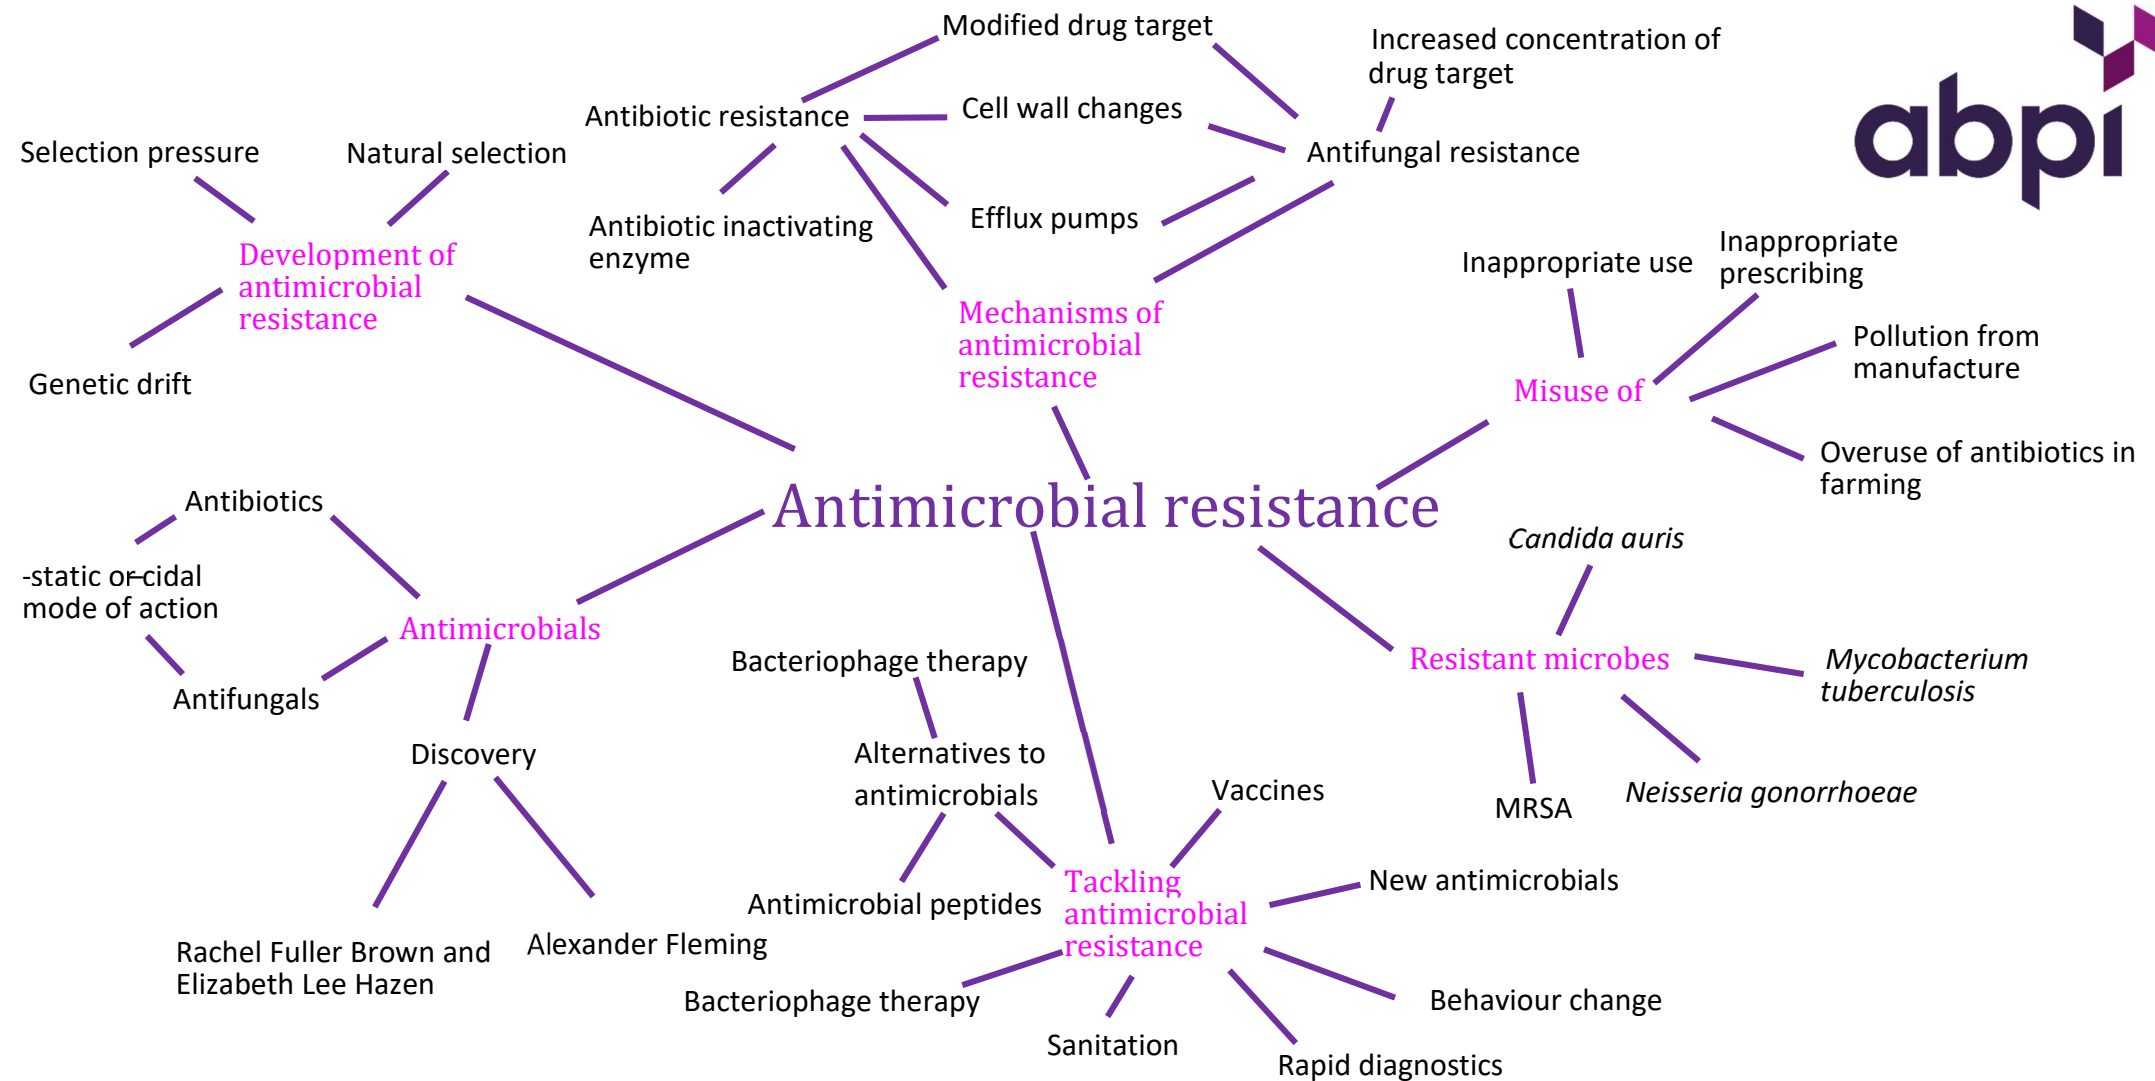 Modified drug target
Increased concentration of
drug target
abpi
Antibiotic resistance
Cell wall changes
Selection pressure
Natural selection
Antifungal resistance
Antibiotic inactivating
enzyme
Efflux pumps
Development of
antimicrobial
resistance
Inappropriate use
Inappropriate
prescribing
Mechanisms of
antimicrobial
resistance
Pollution from
manufacture
Genetic drift
Misuse of
Overuse of antibiotics in
farming
Antibiotics
Antimicrobial resistance
Candida auris
-static or-cidal
mode of action
Antimicrobials
Bacteriophage therapy
Resistant microbes
Mycobacterium
tuberculosis
Antifungals
Discovery
Alternatives to
antimicrobials
Vaccines
MRSA
Neisseria gonorrhoeae
Tackling
antimicrobial
resistance
New antimicrobials
Antimicrobial peptides
Rachel Fuller Brown and
Elizabeth Lee Hazen
Alexander Fleming
Bacteriophage therapy
Behaviour change
Sanitation
Rapid diagnostics